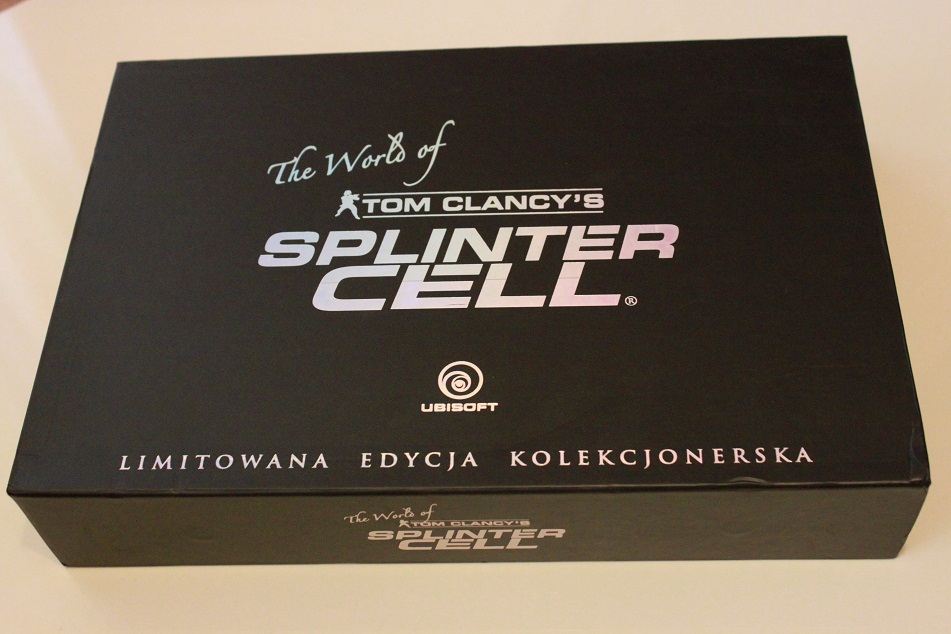 The World of
TOM CLANCY'S
SPLINTER
CELL®
UBISOFT
LIMITOWANA EDYCJA KOLEKCJONERSKA
The World of
TOM CLANCY'S
SPLINTER
CELL